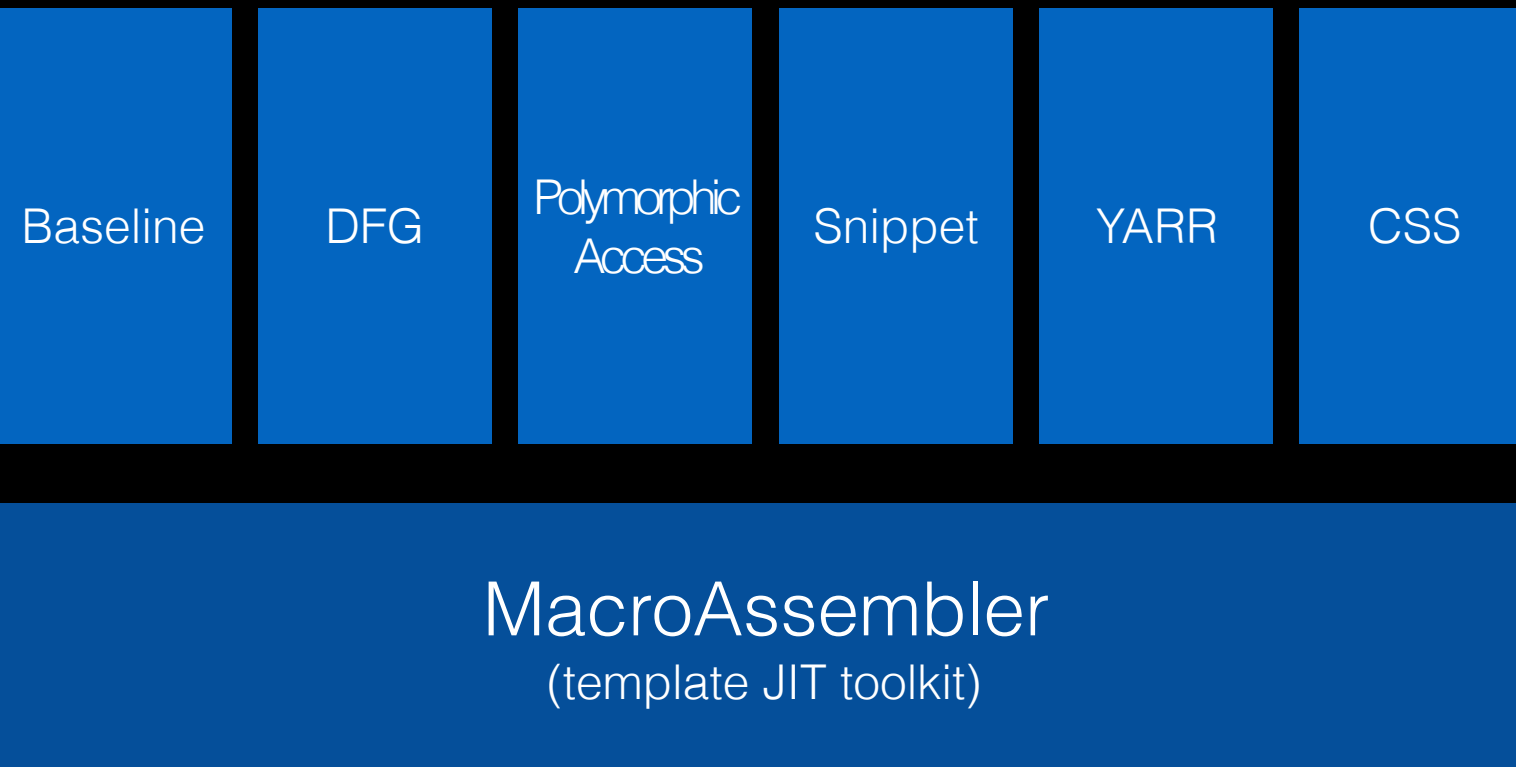 Baseline
DFG
Polymorphic
Access
Snippet
YARR
CSS
MacroAssembler
(template JIT toolkit)